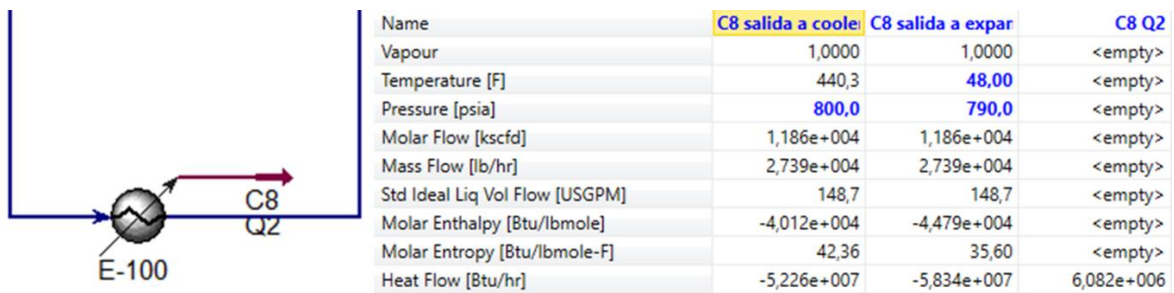 C8
Q2
E-100
Name C8 salida a cooler C8 salida a expan C8 Q2
Vapour 1,0000 1,0000 <empty>
Temperature [F] 440,3 48,00 <empty>
Pressure [psia] 800,0 790,0 <empty>
Molar Flow [kscfd] 1,186e+004 1,186e+004 <empty>
Mass Flow [lb/hr] 2,739e+004 2,739e+004 <empty>
Std Ideal Liq Vol Flow [USGPM] 148,7 148,7 <empty>
Molar Enthalpy [Btu/lbmole] -4,012e+004 -4,479e+004 <empty>
Molar Entropy [Btu/lbmole-F] 42,36 35,60 <empty>
Heat Flow [Btu/hr] -5,226e+007 -5,834e+007 6,082e+006